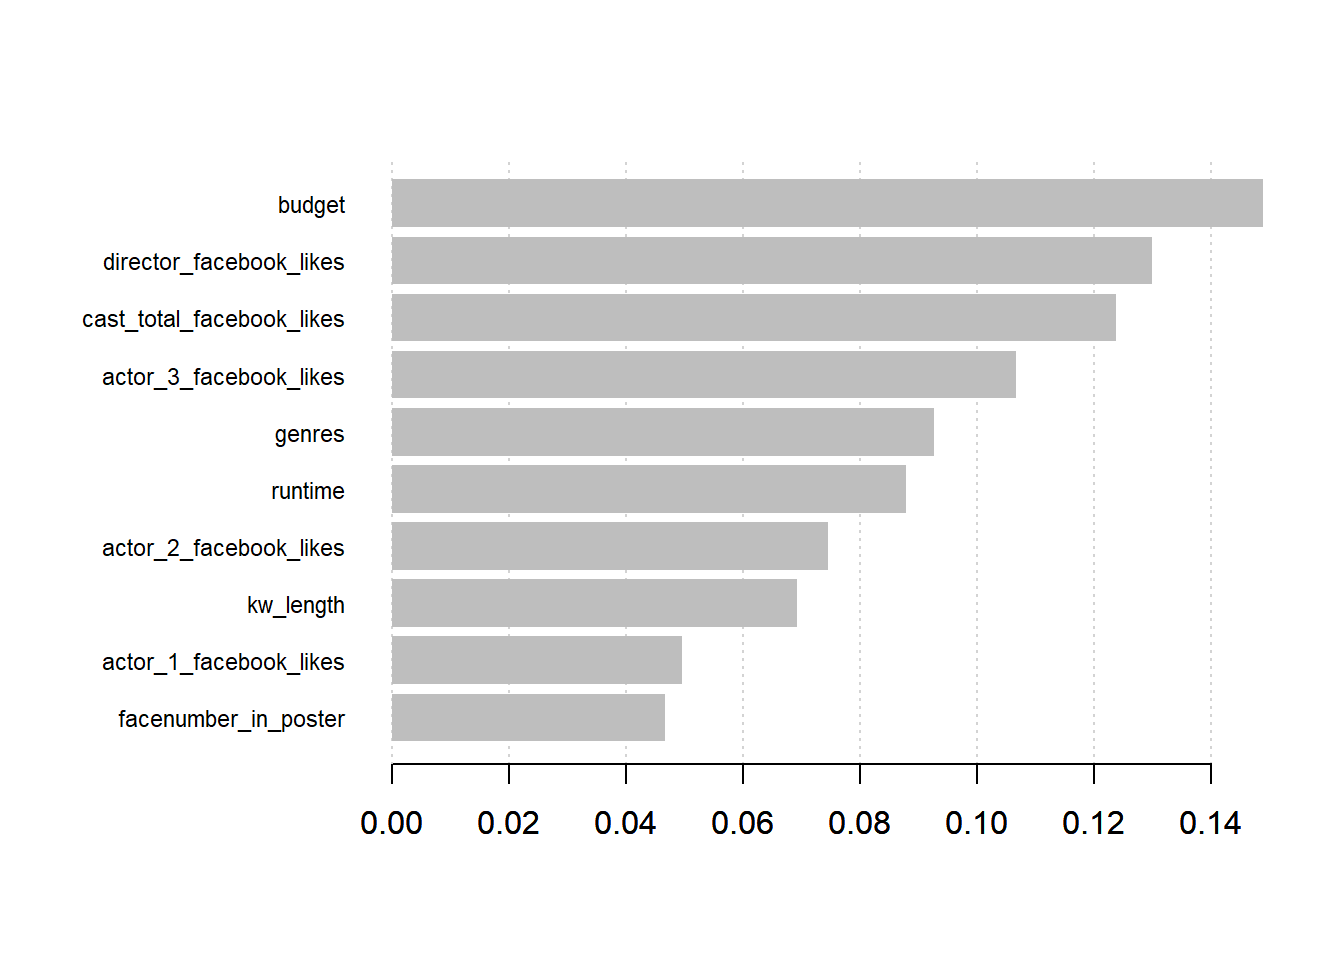 budget
director_facebook_likes
cast_total_facebook_likes
actor_3_facebook_likes
genres
runtime
actor_2_facebook_likes
kw_length
actor_1_facebook_likes
facenumber_in_poster
0.00 0.02 0.04 0.06 0.08 0.10 0.12 0.14